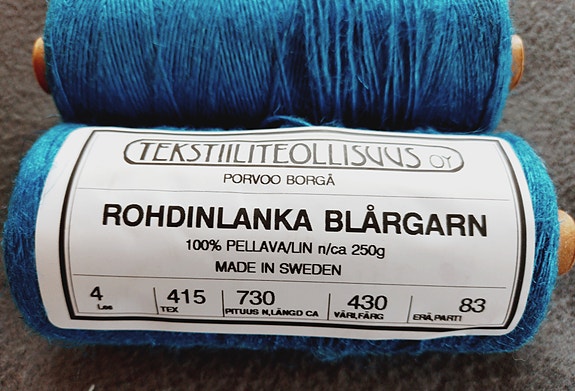 TEKSTIILITEOLLISUUS OY
PORVOO BORGÅ
ROHDINLANKA BLÅRGARN
100% PELLAVA/LIN n/ca 250g
MADE IN SWEDEN
4 415 730 430 83
Lea TEX PITUUS N,LÄNGD CA VÄRI,FÄRG ERÄ,PARTI